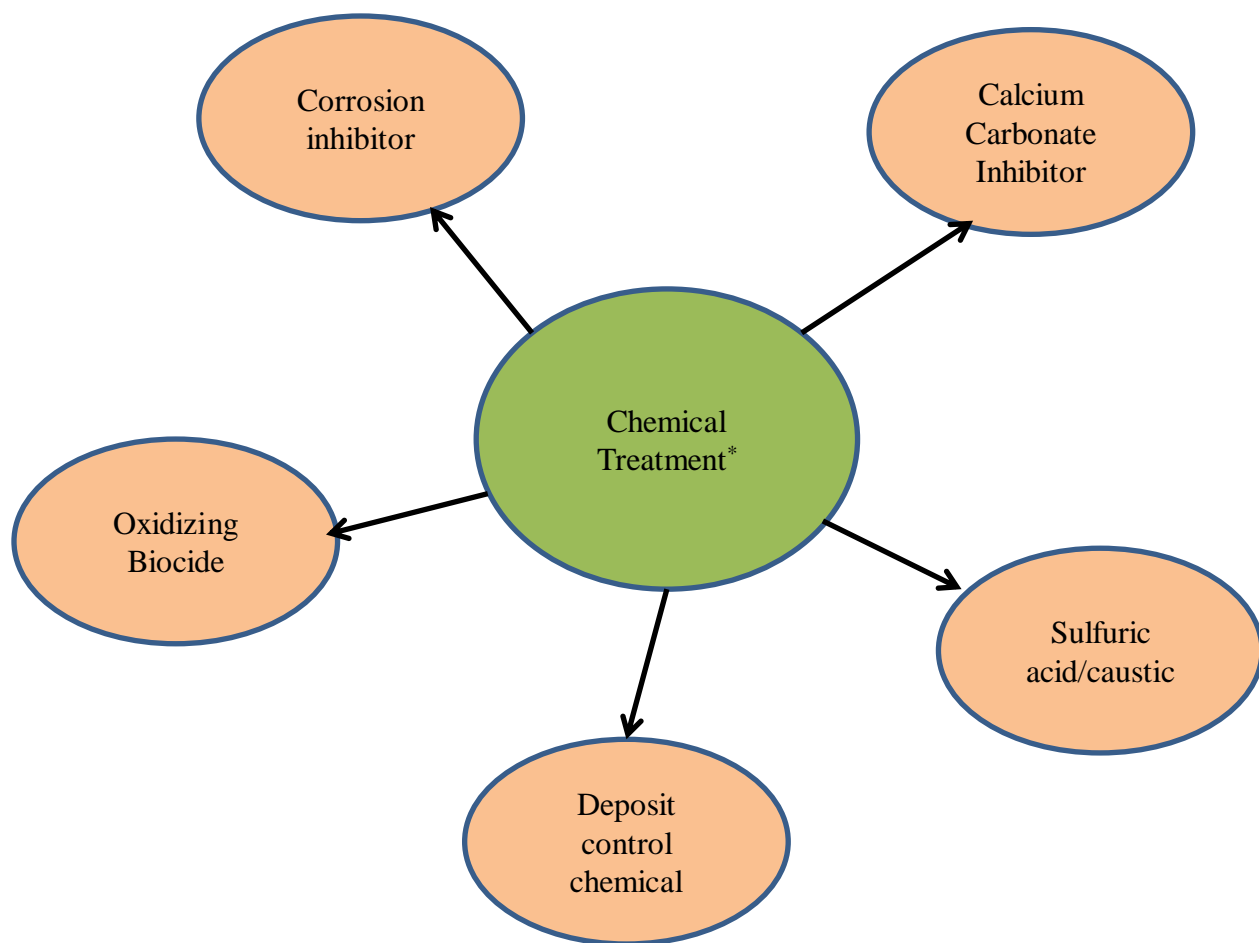 Corrosion
inhibitor
Calcium
Carbonate
Inhibitor
Chemical
Treatment*
Oxidizing
Biocide
Sulfuric
acid/caustic
Deposit
control
chemical